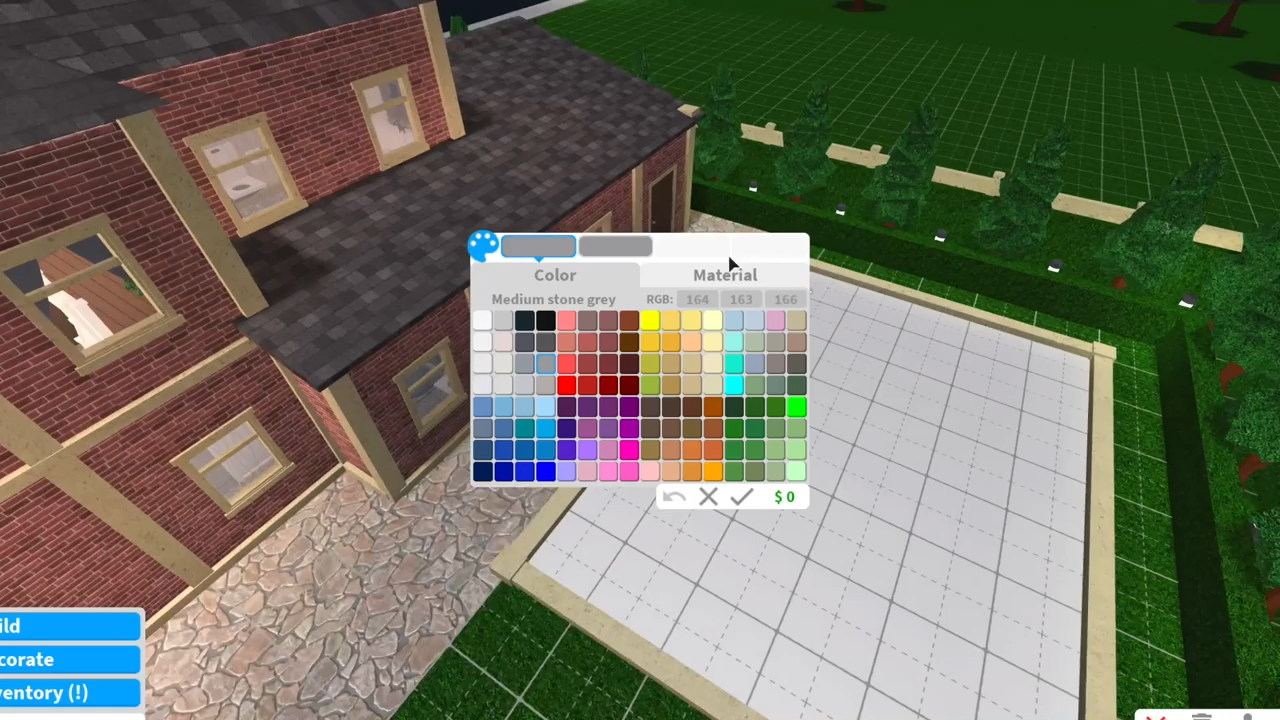 Color
Material
Medium stone grey
RGB: 164 163 166
$ 0
ild
corate
ventory (!)